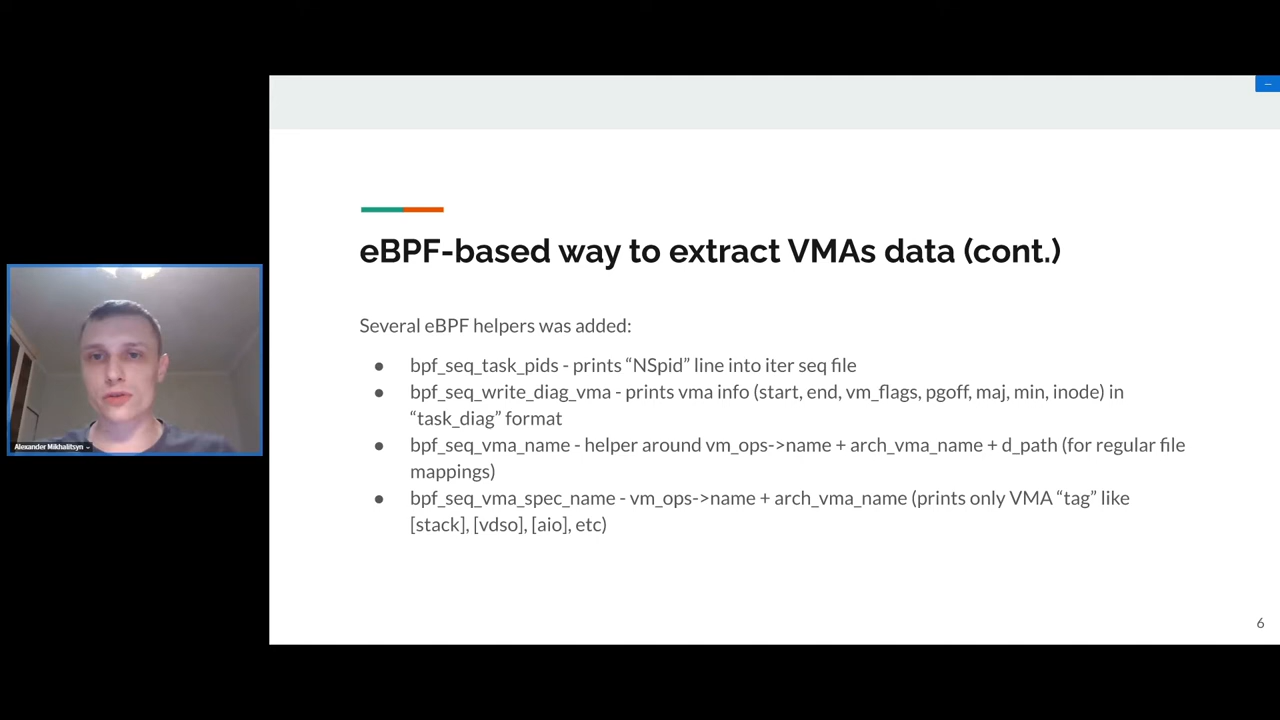 eBPF-based way to extract VMAs data (cont.)
Several eBPF helpers was added:
● bpf_seq_task_pids - prints “NSpid” line into iter seq file
● bpf_seq_write_diag_vma - prints vma info (start, end, vm_flags, pgoff, maj, min, inode) in
“task_diag” format
● bpf_seq_vma_name - helper around vm_ops->name + arch_vma_name + d_path (for regular file
mappings)
● bpf_seq_vma_spec_name - vm_ops->name + arch_vma_name (prints only VMA “tag” like
[stack], [vdso], [aio], etc)
Alexander Mikhalitsyn
6